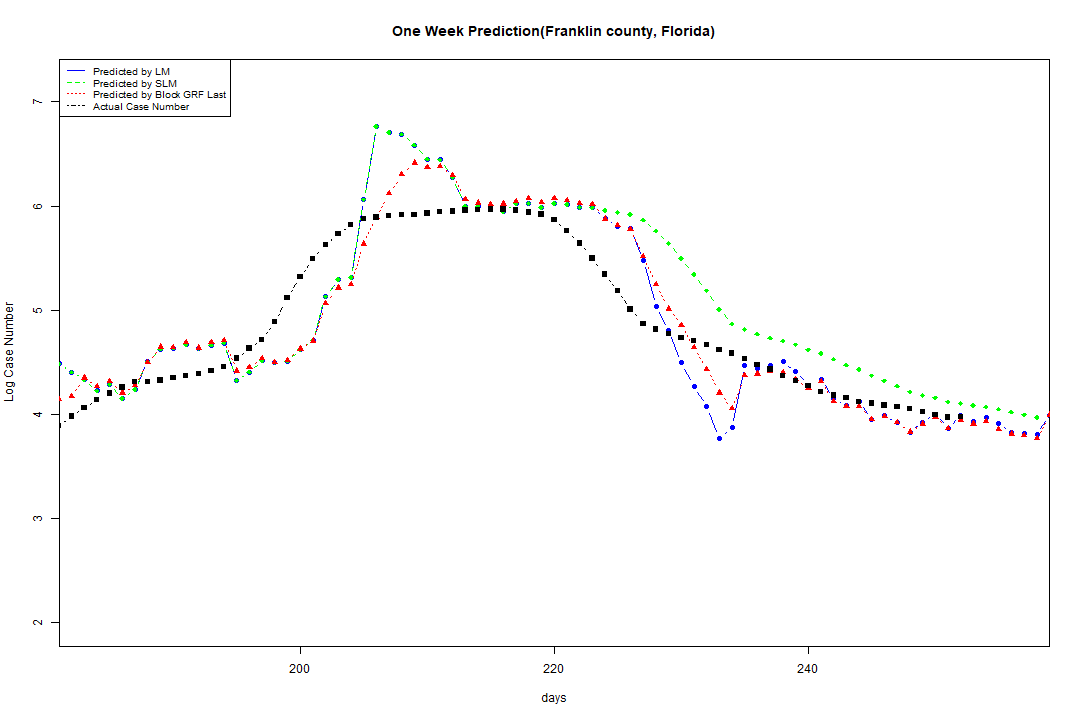 One Week Prediction(Franklin county, Florida)
Predicted by LM
Predicted by SLM
Predicted by Block GRF Last
Actual Case Number
7
6
5
4
3
2
Log Case Number
200 220 240
days